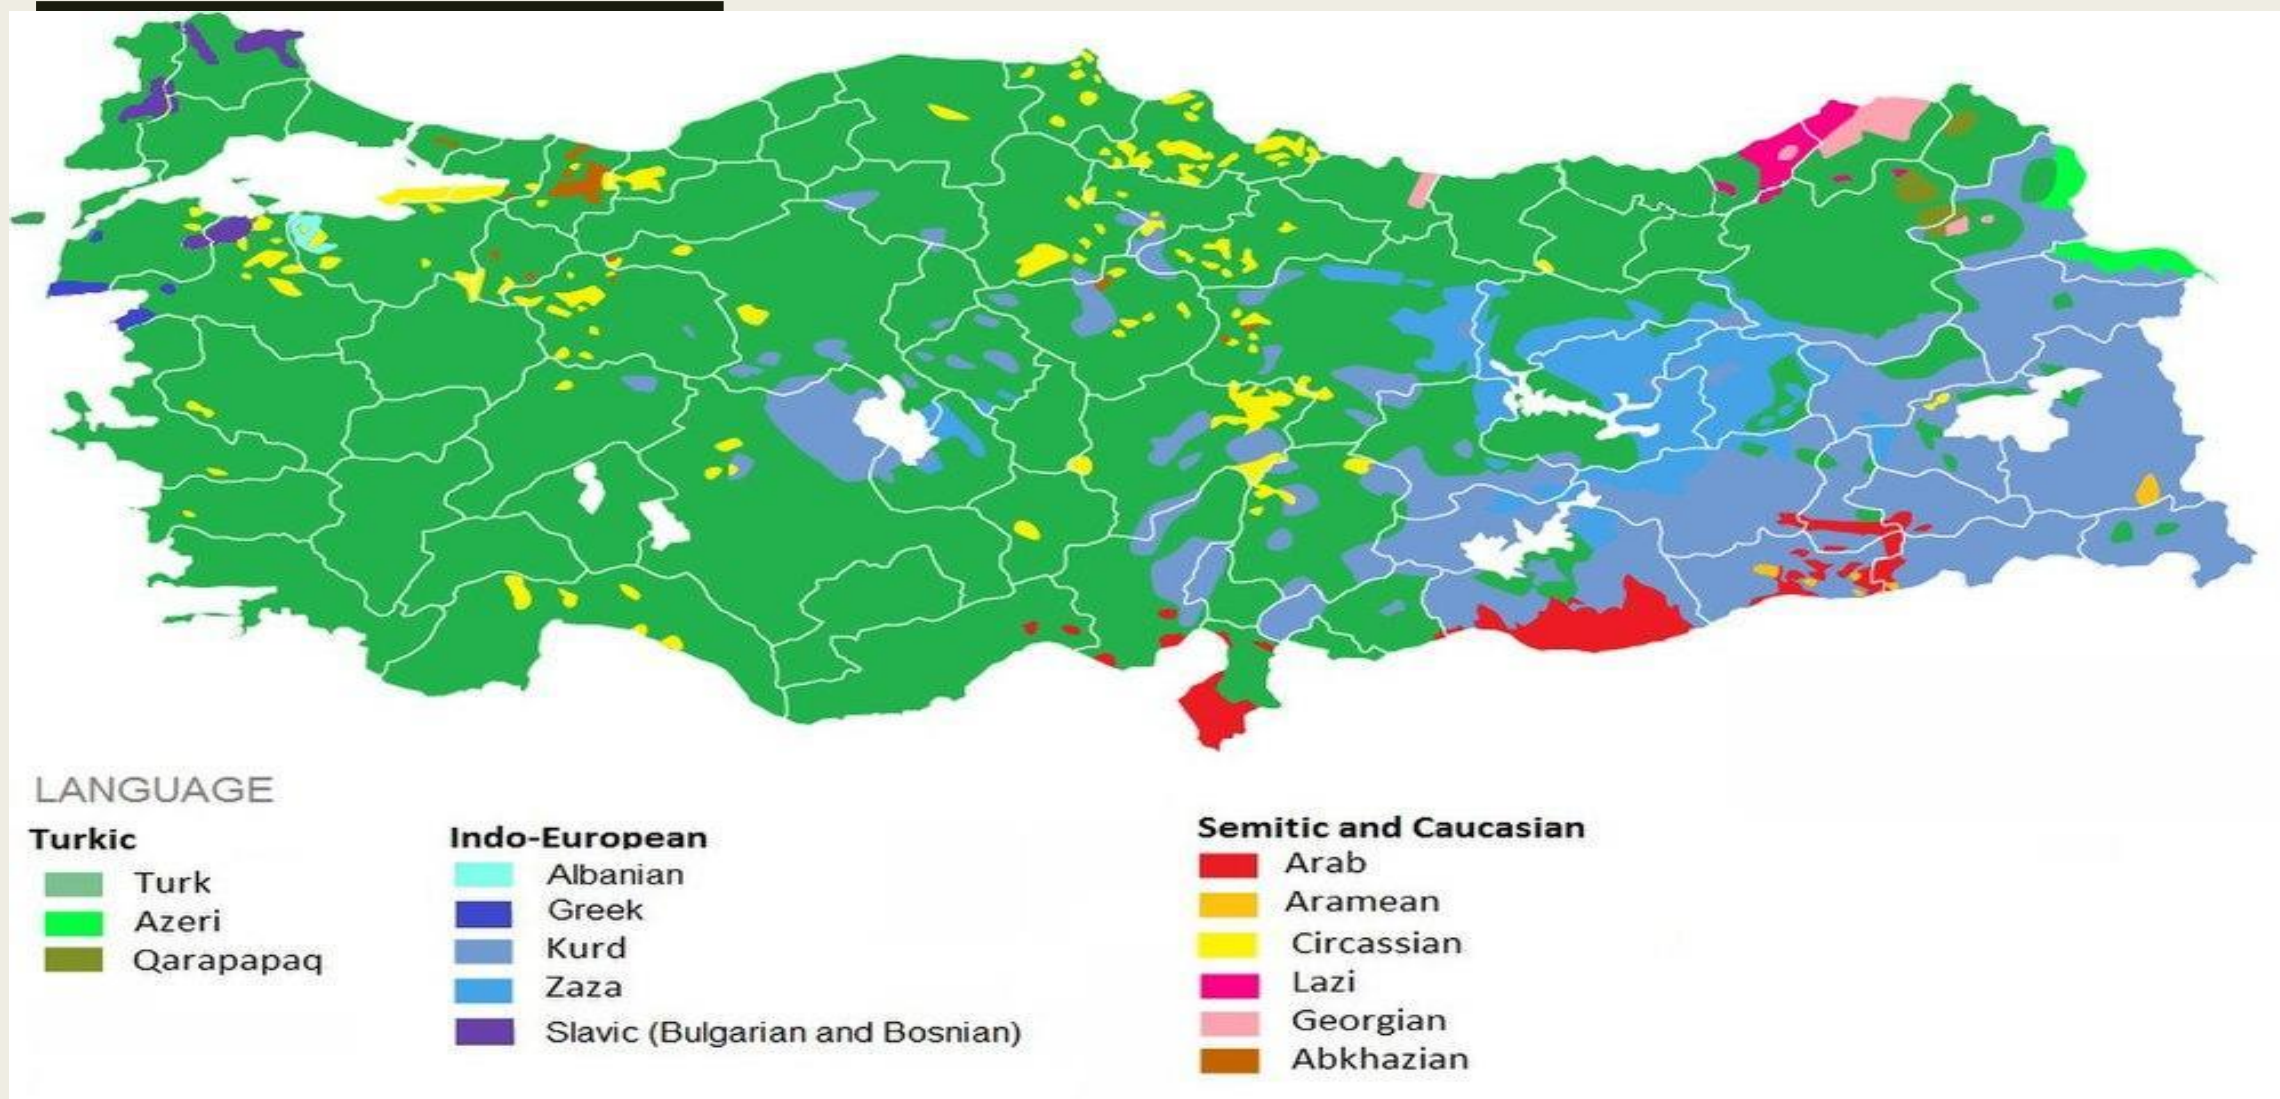 LANGUAGE
Turkic
Turk
Azeri
Qarapapaq
Indo-European
Albanian
Greek
Kurd
Zaza
Slavic (Bulgarian and Bosnian)
Semitic and Caucasian
Arab
Aramean
Circassian
Lazi
Georgian
Abkhazian